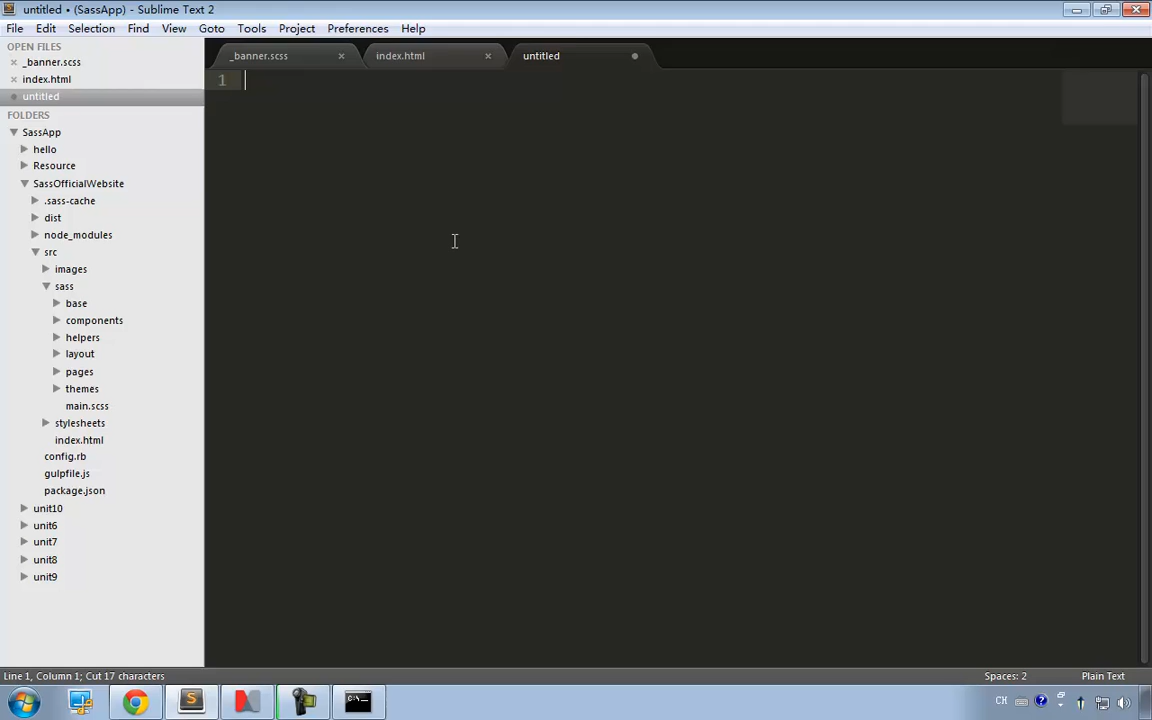 untitled • (SassApp) - Sublime Text 2
File Edit Selection Find View Goto Tools Project Preferences Help
OPEN FILES
_banner.scss
index.html
untitled
FOLDERS
SassApp
hello
Resource
SassOfficialWebsite
.sass-cache
dist
node_modules
src
images
sass
base
components
helpers
layout
pages
themes
main.scss
stylesheets
index.html
config.rb
gulpfile.js
package.json
unit10
unit6
unit7
unit8
unit9
_banner.scss index.html untitled
1
Line 1, Column 1; Cut 17 characters Spaces: 2 Plain Text
CH